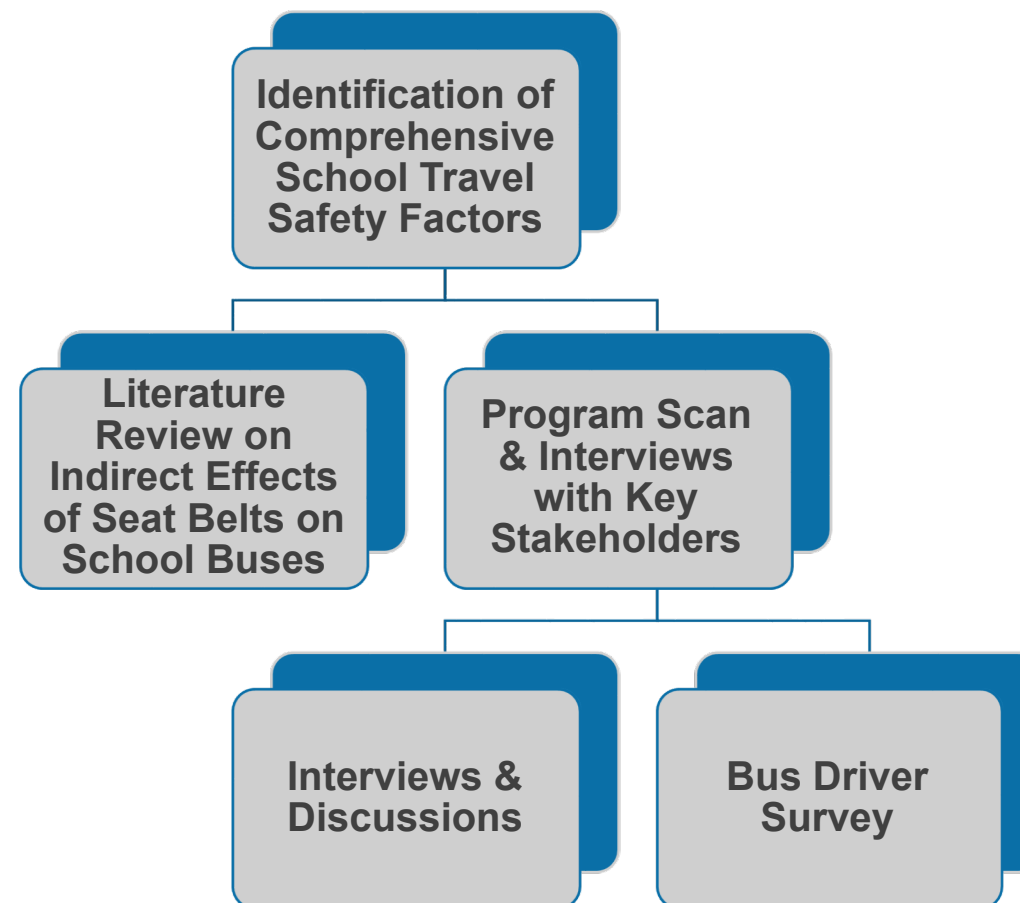 Identification of
Comprehensive
School Travel
Safety Factors
Literature
Review on
Indirect Effects
of Seat Belts on
School Buses
Program Scan
& Interviews
with Key
Stakeholders
Interviews &
Discussions
Bus Driver
Survey